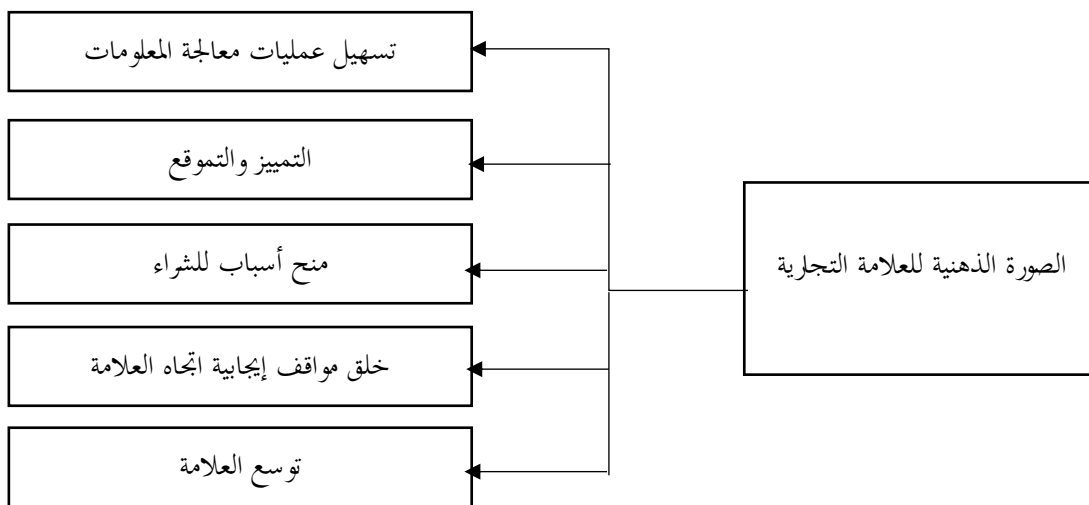 تسهيل عمليات معالجة المعلومات
التمييز والتموقع
منح أسباب للشراء
الصورة الذهنية للعلامة التجارية
خلق مواقف إيجابية اتجاه العلامة
توسع العلامة